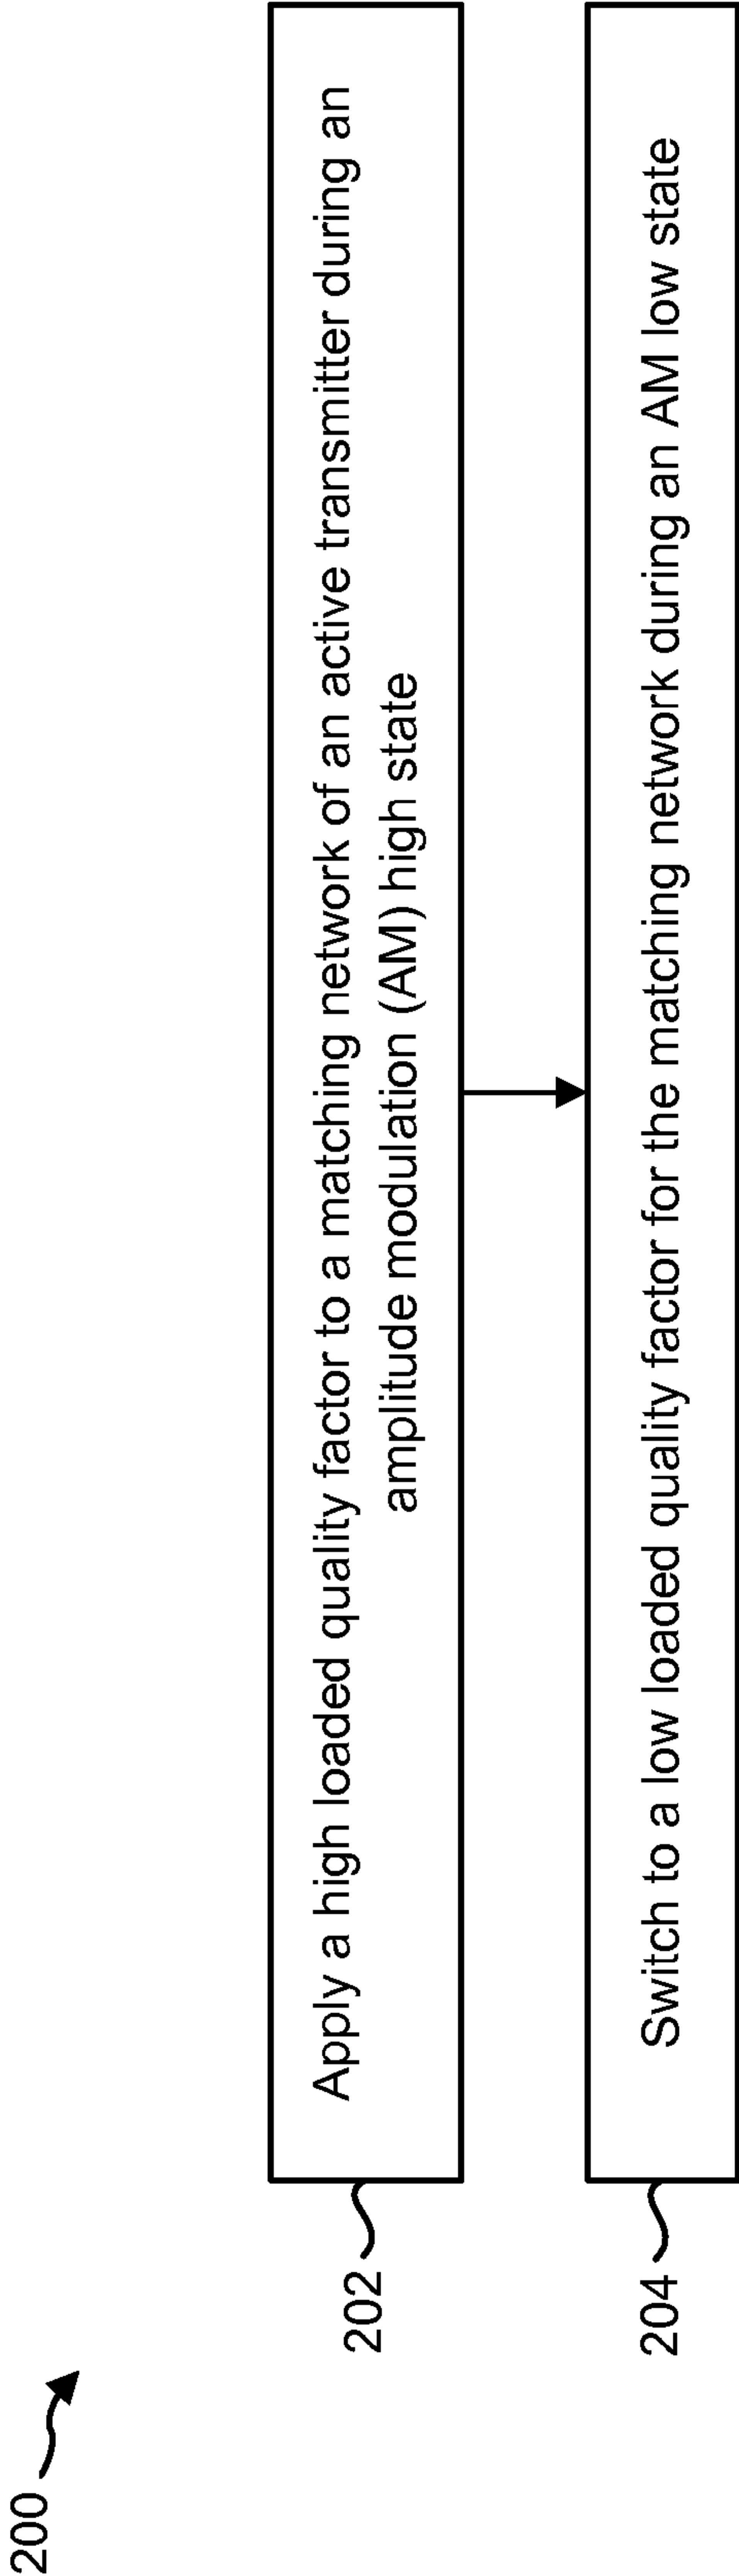 200
202
Apply a high loaded quality factor to a matching network of an active transmitter during an
amplitude modulation (AM) high state
204
Switch to a low loaded quality factor for the matching network during an AM low state